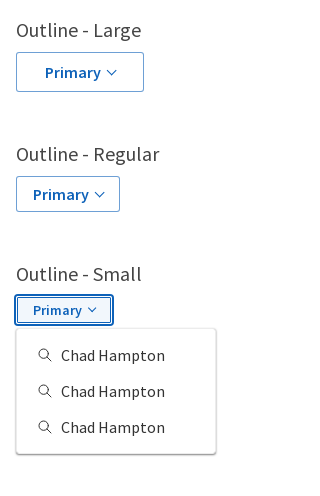 Outline - Large
Primary
Outline - Regular
Primary
Outline - Small
Primary
Chad Hampton
Chad Hampton
Chad Hampton